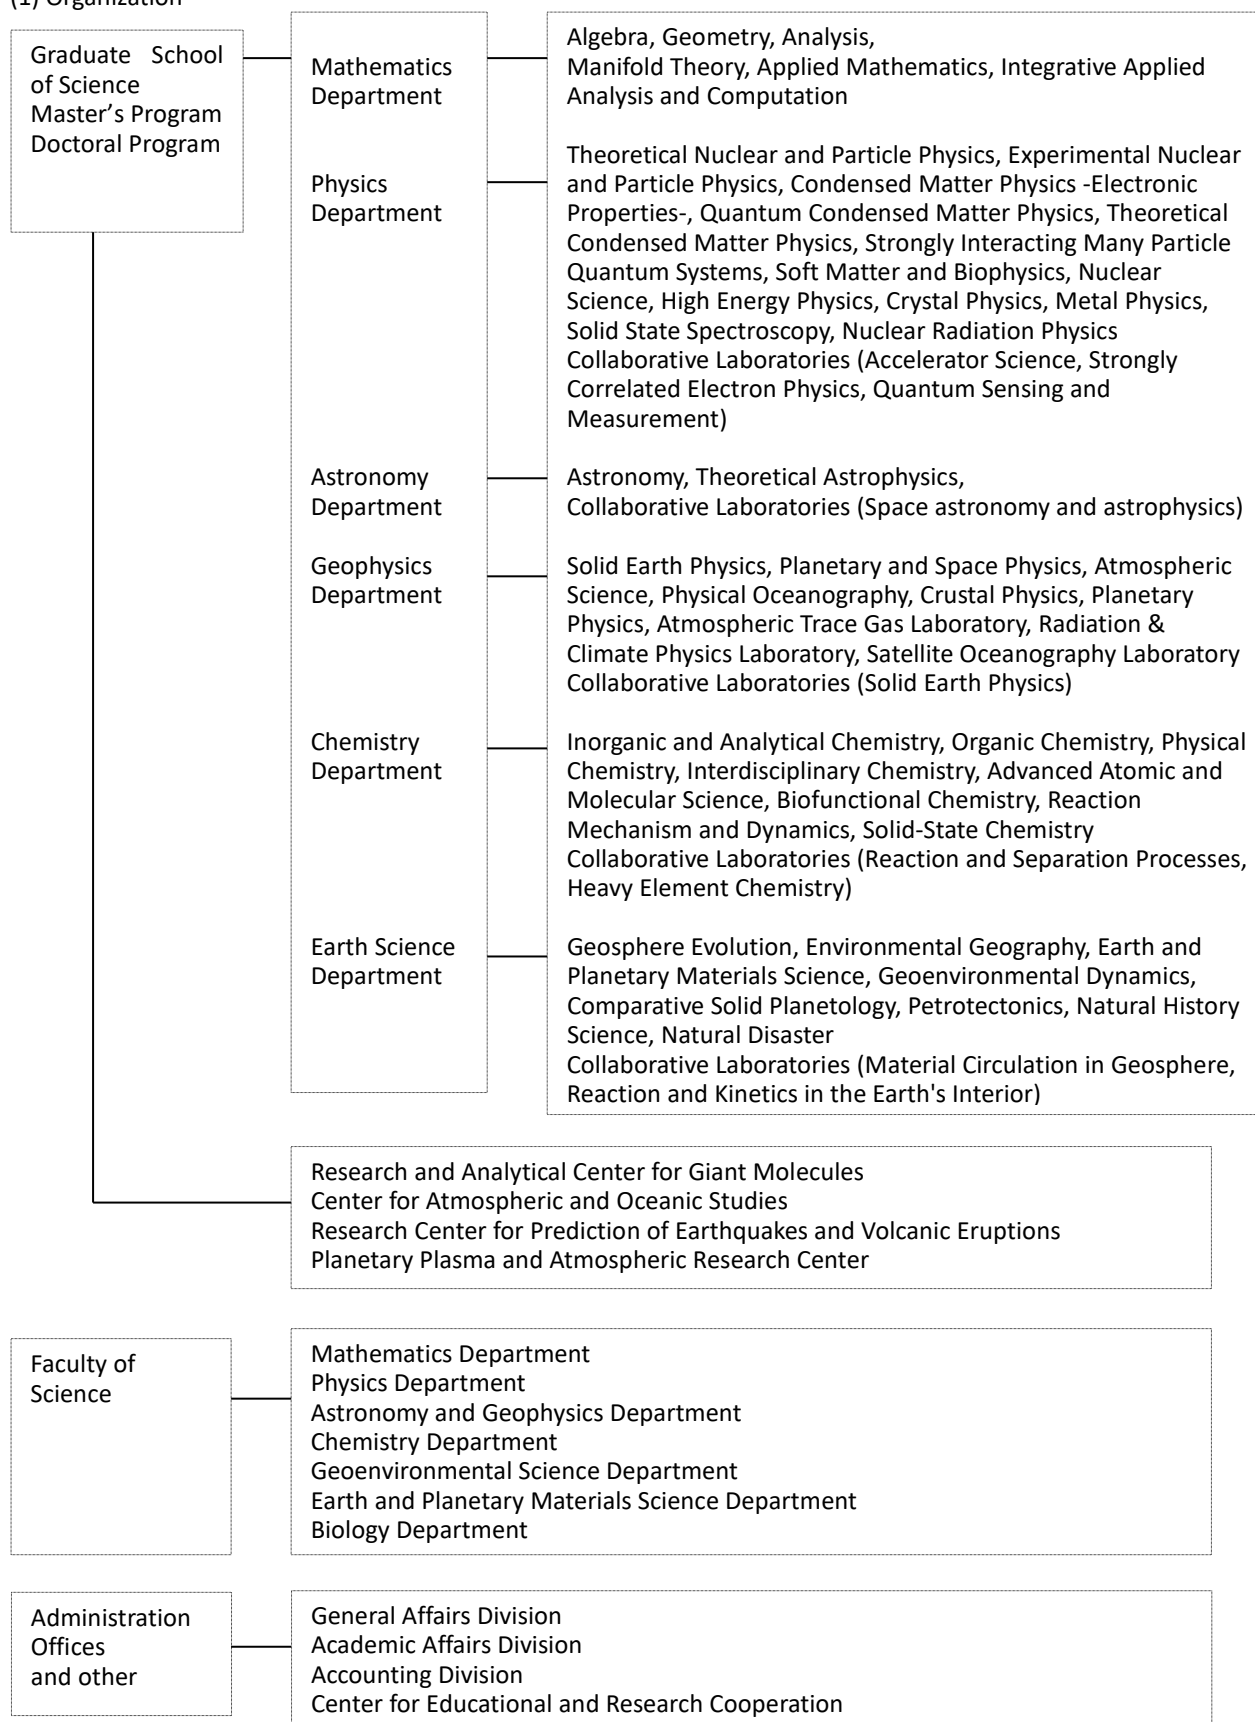 (1) Organization
Graduate School
of Science
Master's Program
Doctoral Program
Mathematics
Department
Algebra, Geometry, Analysis,
Manifold Theory, Applied Mathematics, Integrative Applied
Analysis and Computation
Physics
Department
Theoretical Nuclear and Particle Physics, Experimental Nuclear
and Particle Physics, Condensed Matter Physics -Electronic
Properties-, Quantum Condensed Matter Physics, Theoretical
Condensed Matter Physics, Strongly Interacting Many Particle
Quantum Systems, Soft Matter and Biophysics, Nuclear
Science, High Energy Physics, Crystal Physics, Metal Physics,
Solid State Spectroscopy, Nuclear Radiation Physics
Collaborative Laboratories (Accelerator Science, Strongly
Correlated Electron Physics, Quantum Sensing and
Measurement)
Astronomy
Department
Astronomy, Theoretical Astrophysics,
Collaborative Laboratories (Space astronomy and astrophysics)
Geophysics
Department
Solid Earth Physics, Planetary and Space Physics, Atmospheric
Science, Physical Oceanography, Crustal Physics, Planetary
Physics, Atmospheric Trace Gas Laboratory, Radiation &
Climate Physics Laboratory, Satellite Oceanography Laboratory
Collaborative Laboratories (Solid Earth Physics)
Chemistry
Department
Inorganic and Analytical Chemistry, Organic Chemistry, Physical
Chemistry, Interdisciplinary Chemistry, Advanced Atomic and
Molecular Science, Biofunctional Chemistry, Reaction
Mechanism and Dynamics, Solid-State Chemistry
Collaborative Laboratories (Reaction and Separation Processes,
Heavy Element Chemistry)
Earth Science
Department
Geosphere Evolution, Environmental Geography, Earth and
Planetary Materials Science, Geoenvironmental Dynamics,
Comparative Solid Planetology, Petrotectonics, Natural History
Science, Natural Disaster
Collaborative Laboratories (Material Circulation in Geosphere,
Reaction and Kinetics in the Earth's Interior)
Research and Analytical Center for Giant Molecules
Center for Atmospheric and Oceanic Studies
Research Center for Prediction of Earthquakes and Volcanic Eruptions
Planetary Plasma and Atmospheric Research Center
Faculty of
Science
Mathematics Department
Physics Department
Astronomy and Geophysics Department
Chemistry Department
Geoenvironmental Science Department
Earth and Planetary Materials Science Department
Biology Department
Administration
Offices
and other
General Affairs Division
Academic Affairs Division
Accounting Division
Center for Educational and Research Cooperation